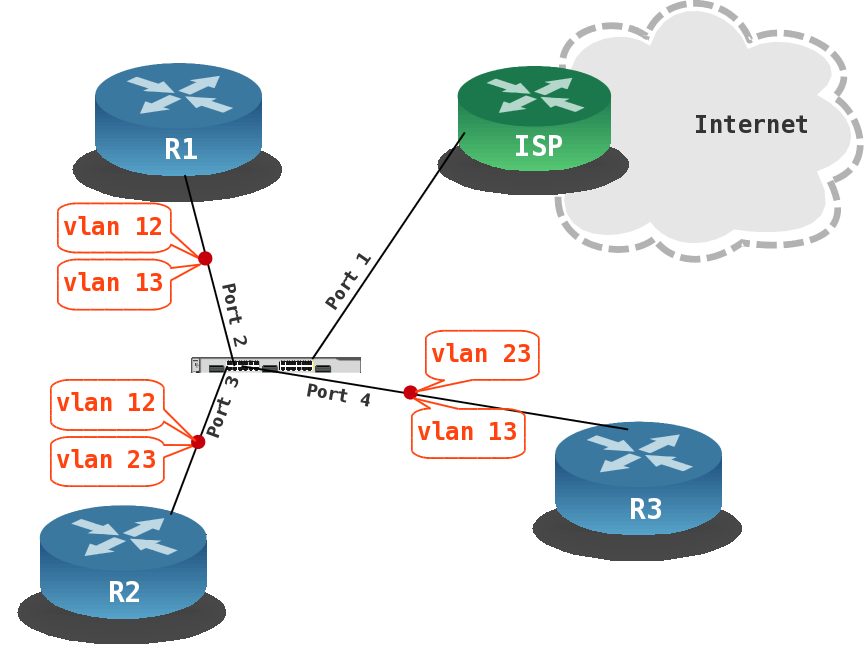 R1
ISP
Internet
vlan 12
vlan 13
Port 2
Port 1
vlan 12
vlan 23
Port 3
Port 4
vlan 23
vlan 13
R2
R3